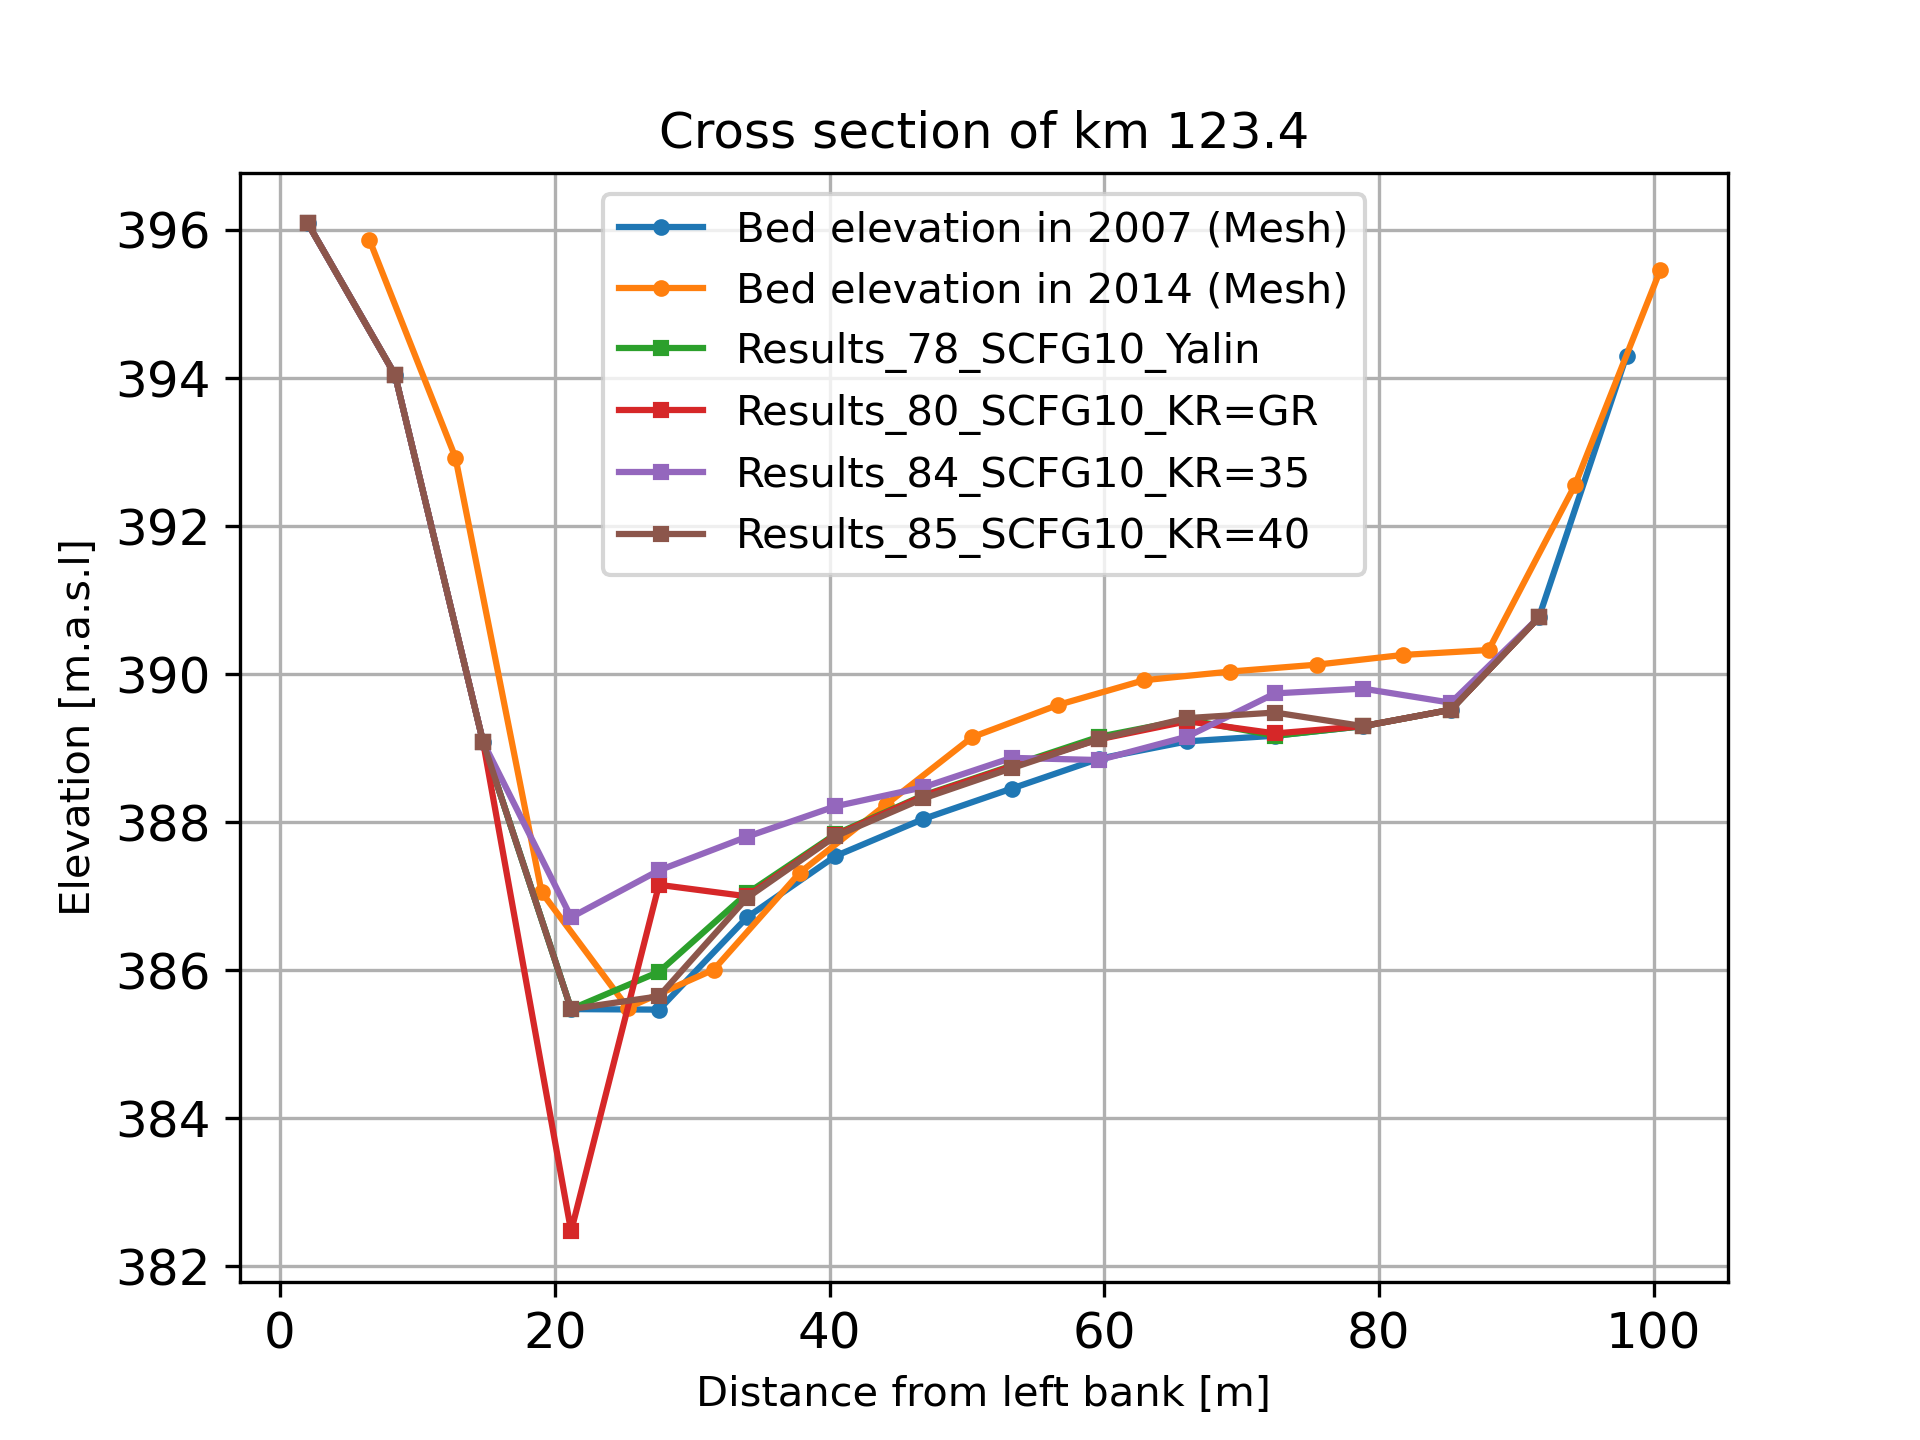 Cross section of km 123.4
396
394
392
390
388
386
384
382
Elevation [m.a.s.l]
Bed elevation in 2007 (Mesh)
Bed elevation in 2014 (Mesh)
Results_78_SCFG10_Yalin
Results_80_SCFG10_KR=GR
Results_84_SCFG10_KR=35
Results_85_SCFG10_KR=40
0 20 40 60 80 100
Distance from left bank [m]